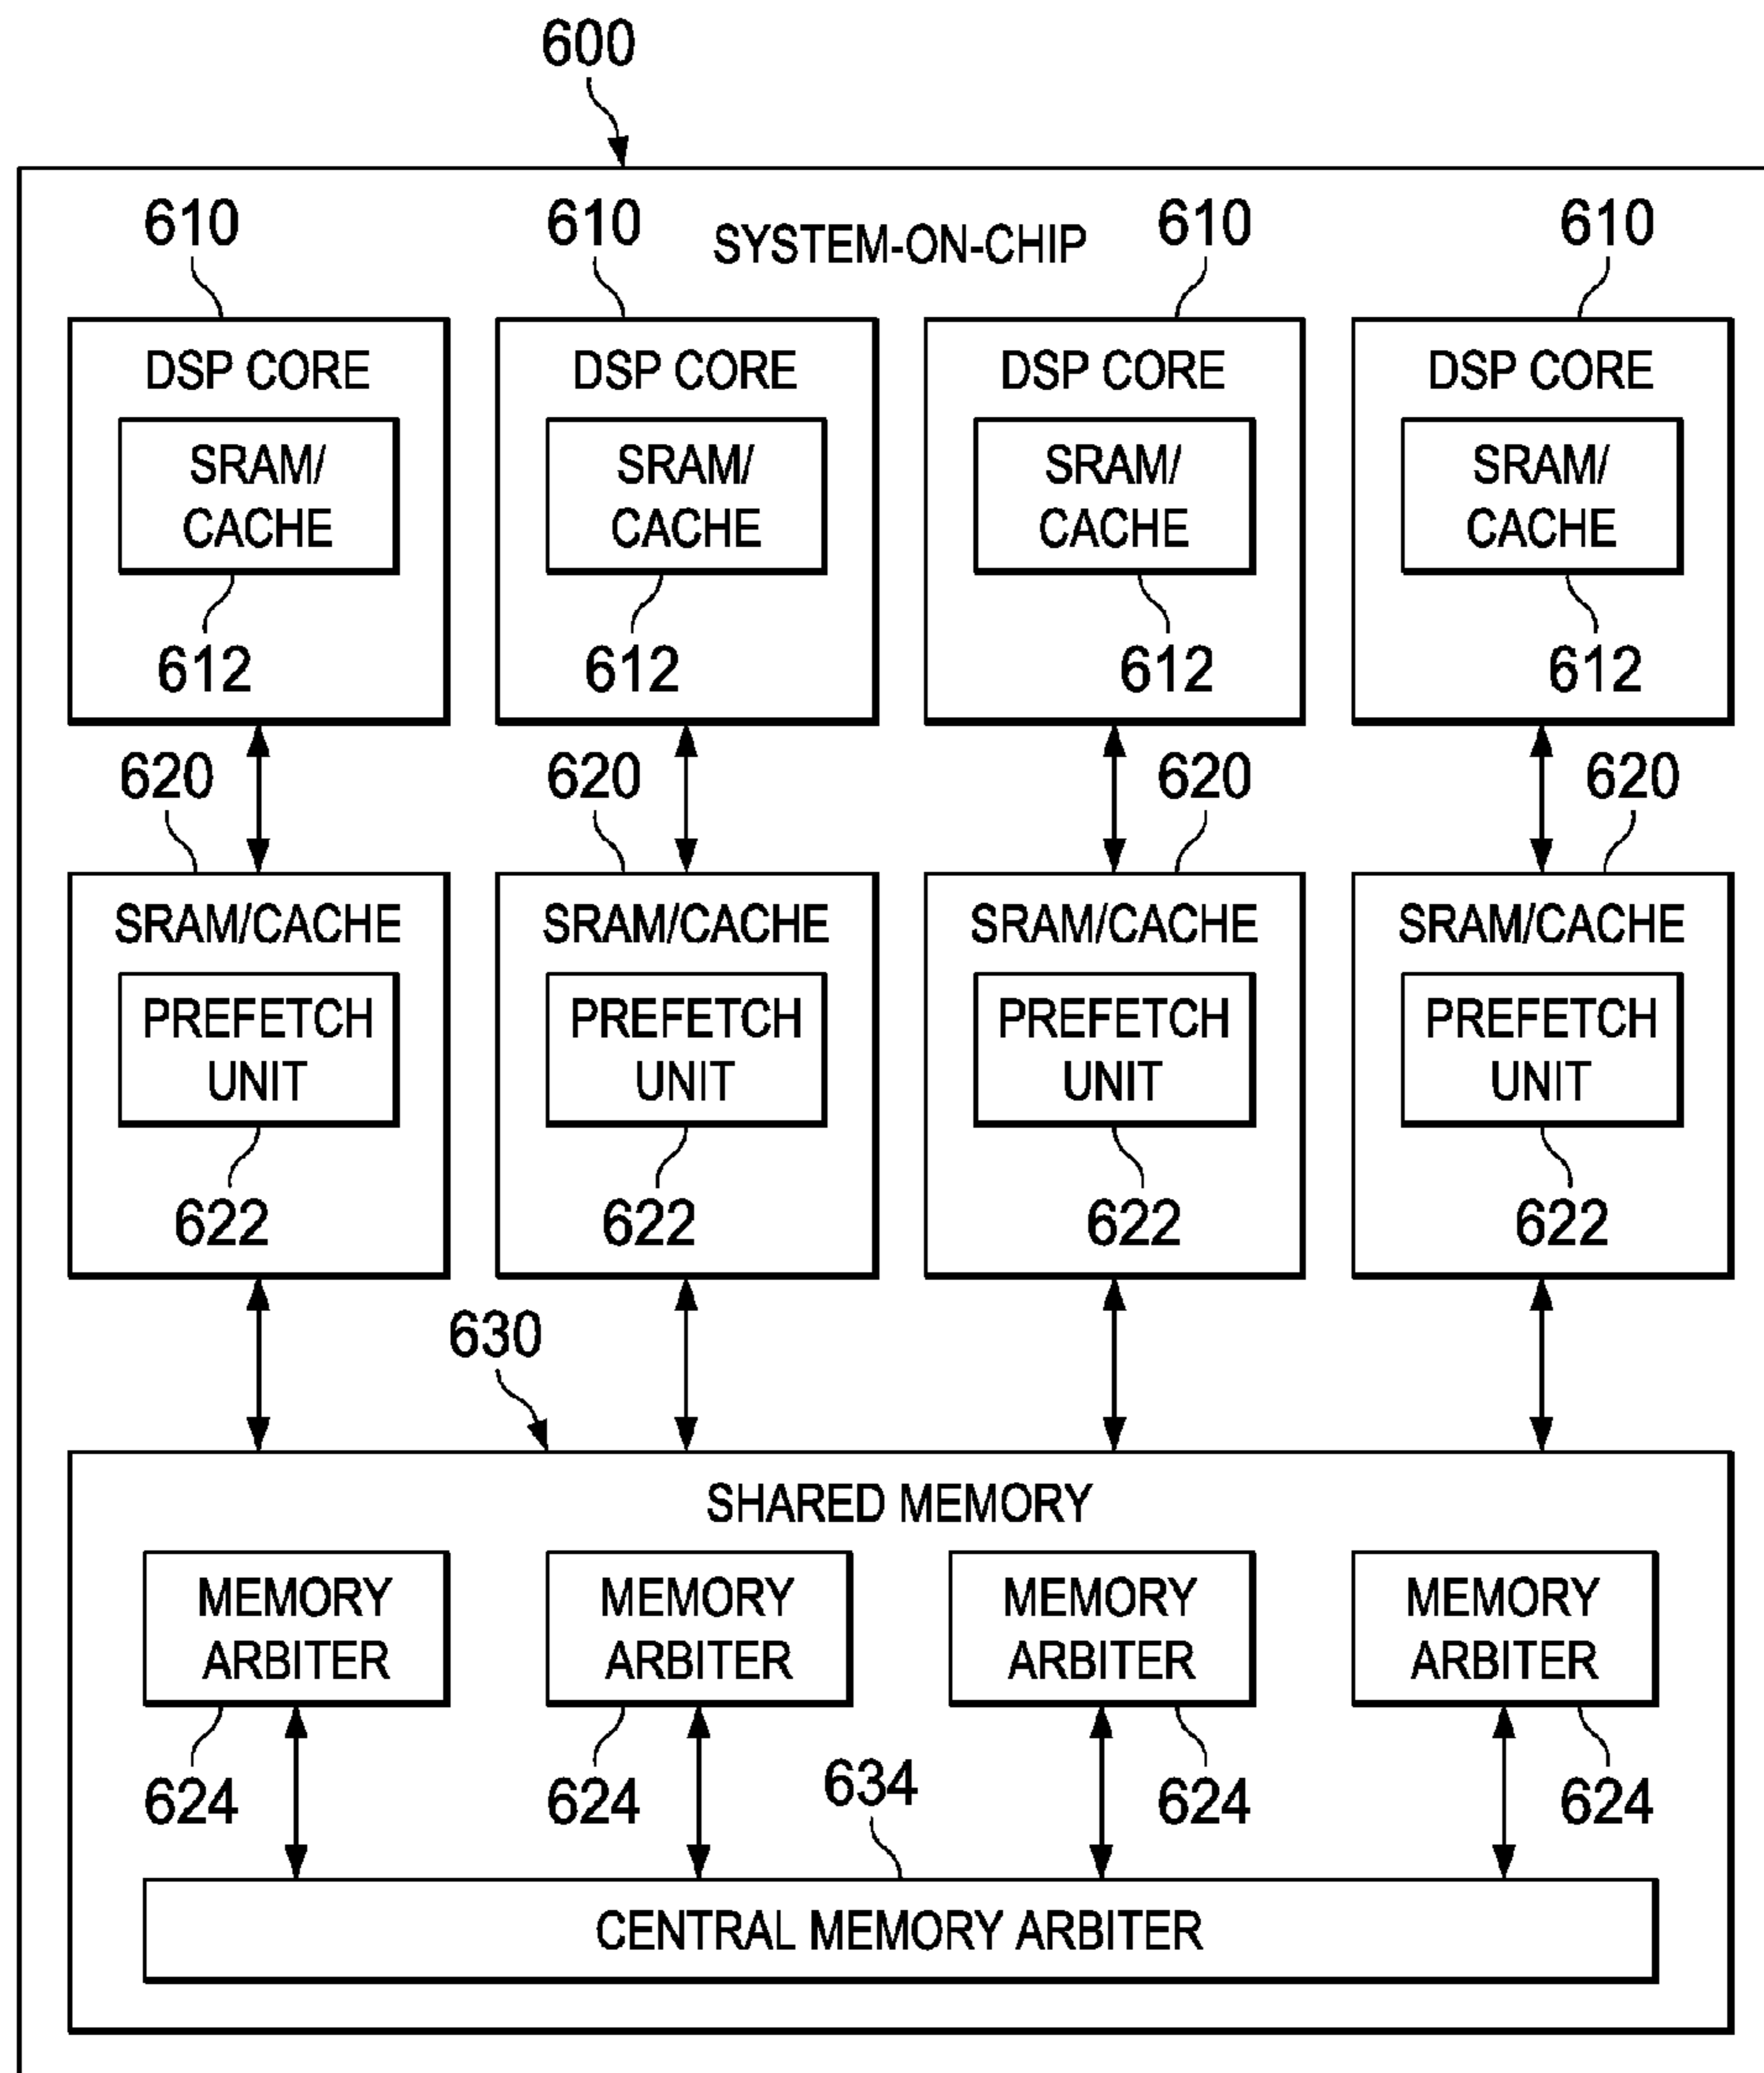 600
610 610 610 610
SYSTEM-ON-CHIP
DSP CORE DSP CORE DSP CORE DSP CORE
SRAM/ SRAM/ SRAM/ SRAM/
CACHE CACHE CACHE CACHE
612 612 612 612
620 620 620 620
SRAM/CACHE SRAM/CACHE SRAM/CACHE SRAM/CACHE
PREFETCH PREFETCH PREFETCH PREFETCH
UNIT UNIT UNIT UNIT
622 622 622 622
630
SHARED MEMORY
MEMORY MEMORY MEMORY MEMORY
ARBITER ARBITER ARBITER ARBITER
624 624 634 624 624
CENTRAL MEMORY ARBITER